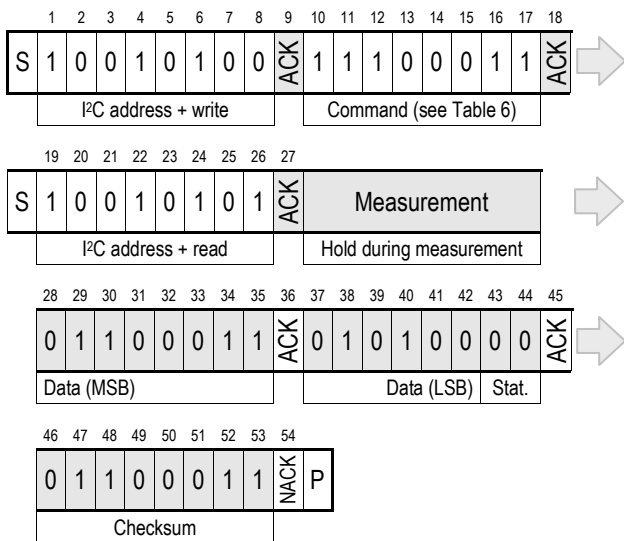 1 2 3 4 5 6 7 8 9 10 11 12 13 14 15 16 17 18
S 1 0 0 1 0 1 0 0 ACK 1 1 1 0 0 0 1 1 ACK
I²C address + write Command (see Table 6)
19 20 21 22 23 24 25 26 27
S 1 0 0 1 0 1 0 1 ACK Measurement
I²C address + read Hold during measurement
28 29 30 31 32 33 34 35 36 37 38 39 40 41 42 43 44 45
0 1 1 0 0 0 1 1 ACK 0 1 0 1 0 0 0 0 ACK
Data (MSB) Data (LSB) Stat.
46 47 48 49 50 51 52 53 54
0 1 1 0 0 0 1 1 NACK P
Checksum